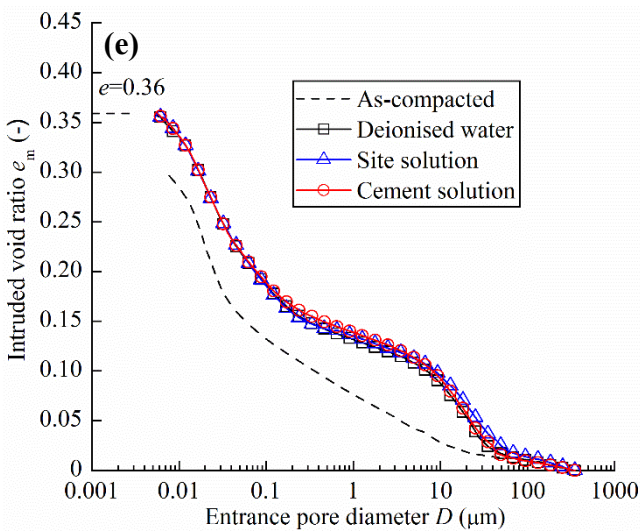 (e)
e=0.36
As-compacted
Deionised water
Site solution
Cement solution
Intruded void ratio em (-)
0.45
0.40
0.35
0.30
0.25
0.20
0.15
0.10
0.05
0
0.001 0.01 0.1 1 10 100 1000
Entrance pore diameter D (μm)